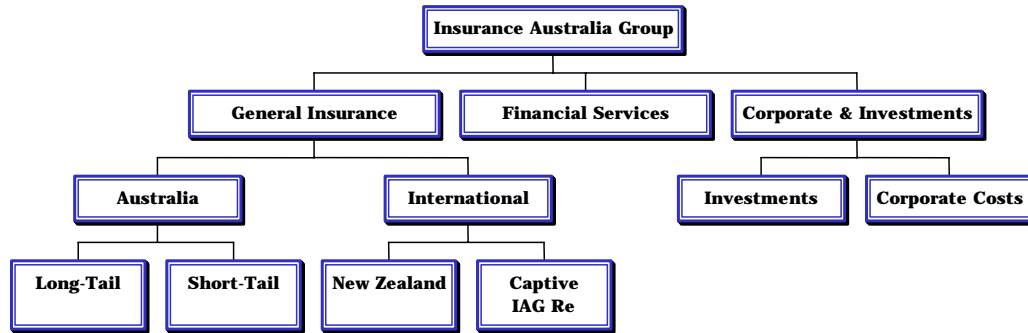 Insurance Australia Group
General Insurance
Financial Services
Corporate & Investments
Australia
International
Investments
Corporate Costs
Long-Tail
Short-Tail
New Zealand
Captive
IAG Re